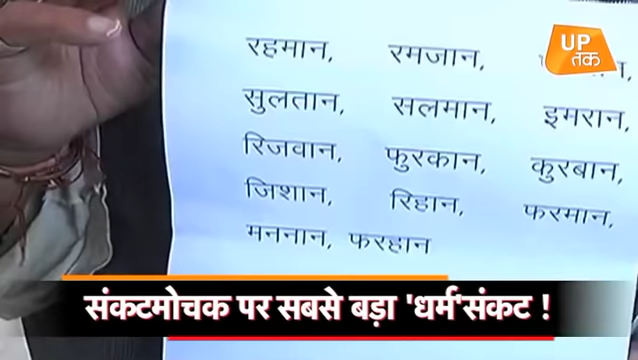 UP
तक
रहमान, रमजान,
सुलतान, सलमान, इमरान,
रिजवान, फुरकान, कुरबान,
जिशान, रिहान, फरमान,
मननान, फरहान
संकटमोचक पर सबसे बड़ा 'धर्म'संकट !